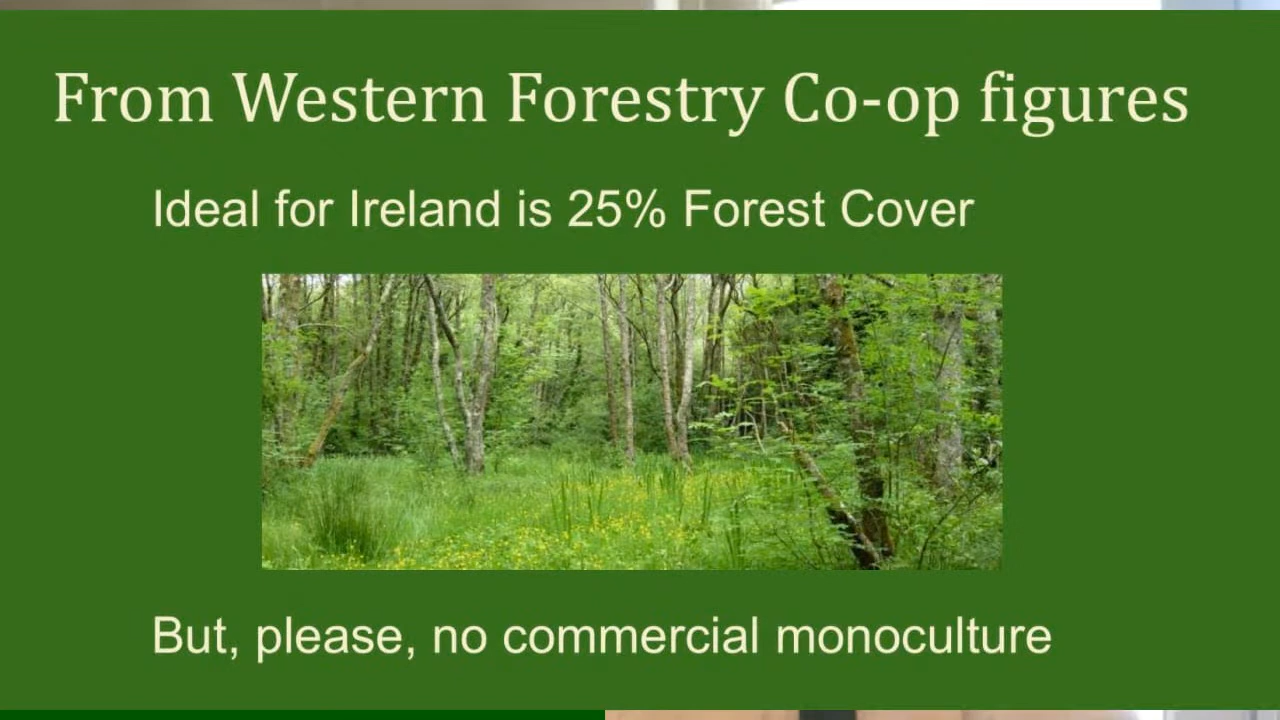 From Western Forestry Co-op figures
Ideal for Ireland is 25% Forest Cover
But, please, no commercial monoculture